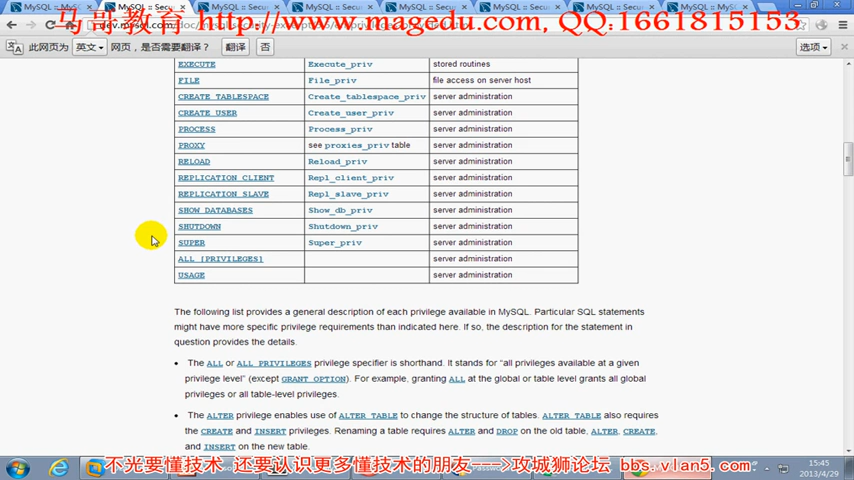 MySQL :: Secu
MySQL :: Secu
MySQL :: Secu
MySQL :: Secu
MySQL :: Secu
MySQL :: Secu
马哥教育 http://www.magedu.com, QQ:1661815153
此网页为 英文 网页，是否需要翻译？ 翻译 否 选项
EXECUTE Execute_priv stored routines
FILE File_priv file access on server host
CREATE TABLESPACE Create_tablespace_priv server administration
CREATE USER Create_user_priv server administration
PROCESS Process_priv server administration
PROXY see proxies_priv table server administration
RELOAD Reload_priv server administration
REPLICATION CLIENT Repl_client_priv server administration
REPLICATION SLAVE Repl_slave_priv server administration
SHOW DATABASES Show_db_priv server administration
SHUTDOWN Shutdown_priv server administration
SUPER Super_priv server administration
ALL [PRIVILEGES] server administration
USAGE server administration
The following list provides a general description of each privilege available in MySQL. Particular SQL statements
might have more specific privilege requirements than indicated here. If so, the description for the statement in
question provides the details.
• The ALL or ALL PRIVILEGES privilege specifier is shorthand. It stands for “all privileges available at a given
privilege level” (except GRANT OPTION). For example, granting ALL at the global or table level grants all global
privileges or all table-level privileges.
• The ALTER privilege enables use of ALTER TABLE to change the structure of tables. ALTER TABLE also requires
the CREATE and INSERT privileges. Renaming a table requires ALTER and DROP on the old table, ALTER, CREATE,
and INSERT on the new table.
不光要懂技术 还要认识更多懂技术的朋友--->攻城狮论坛 bbs.vlan5.com
15:45
2013/4/29